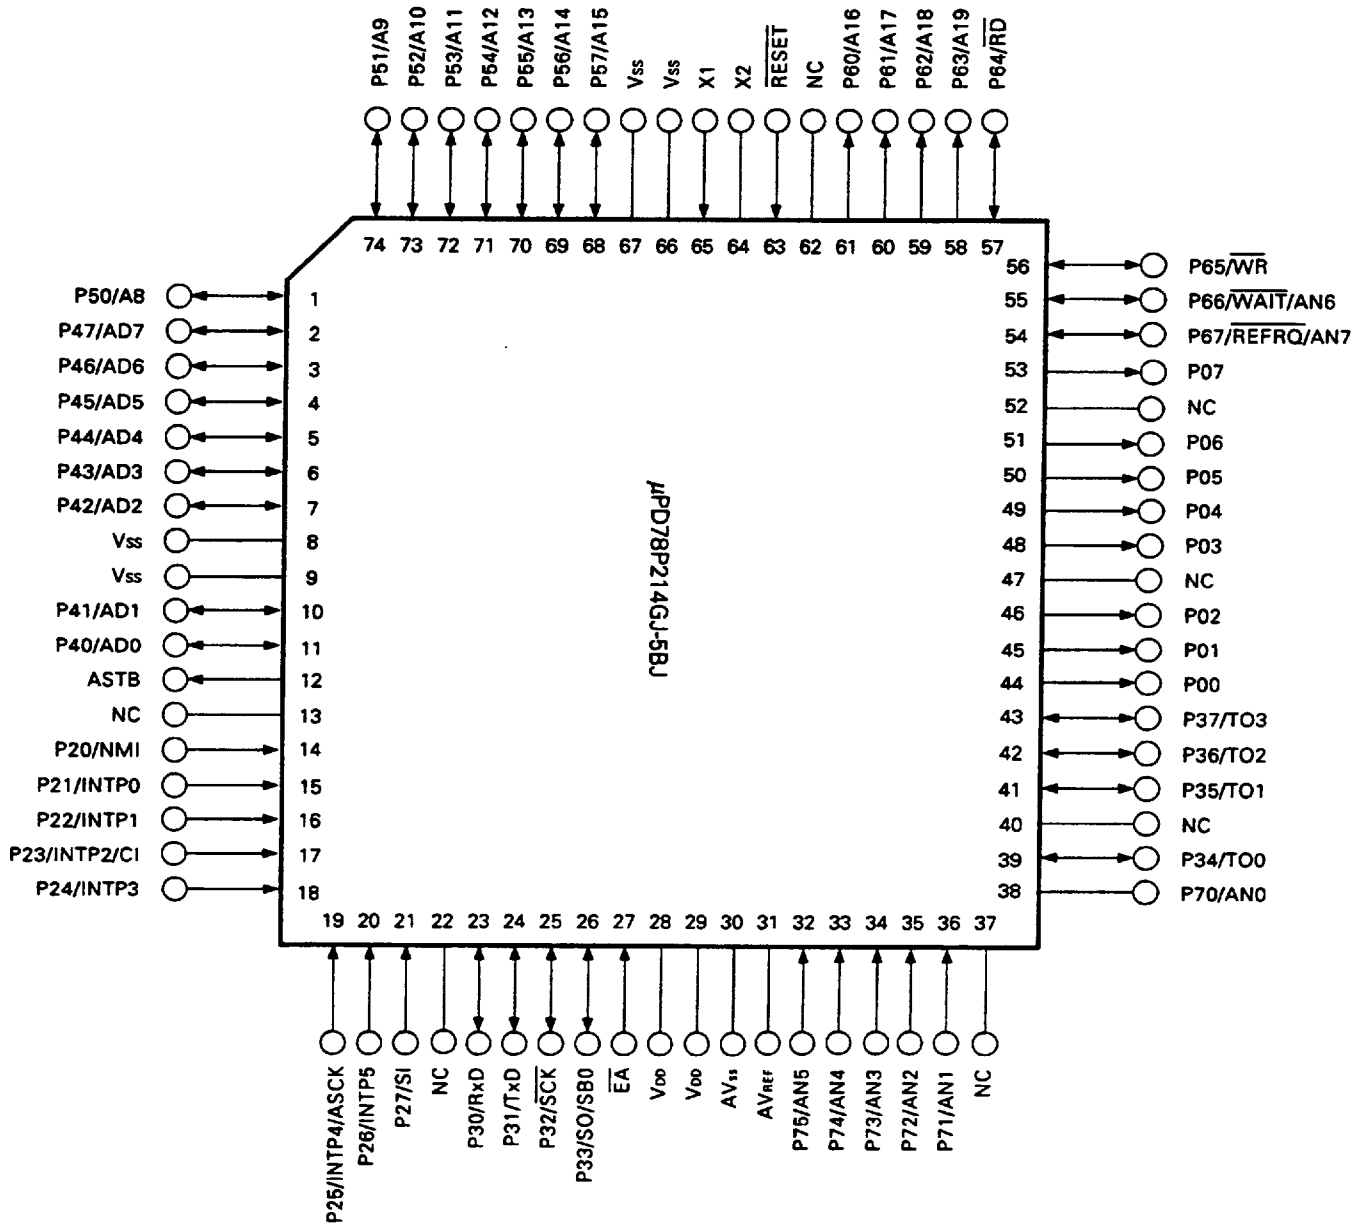 P51/A9
P52/A10
P53/A11
P54/A12
P55/A13
P56/A14
P57/A15
Vss
Vss
X1
X2
RESET
NC
P60/A16
P61/A17
P62/A18
P63/A19
P64/RD
74 73 72 71 70 69 68 67 66 65 64 63 62 61 60 59 58 57
P50/A8 1
P47/AD7 2
P46/AD6 3
P45/AD5 4
P44/AD4 5
P43/AD3 6
P42/AD2 7
Vss 8
Vss 9
P41/AD1 10
P40/AD0 11
ASTB 12
NC 13
P20/NMI 14
P21/INTP0 15
P22/INTP1 16
P23/INTP2/CI 17
P24/INTP3 18
μPD78P214GJ-5BJ
56 P65/WR
55 P66/WAIT/AN6
54 P67/REFRQ/AN7
53 P07
52 NC
51 P06
50 P05
49 P04
48 P03
47 NC
46 P02
45 P01
44 P00
43 P37/TO3
42 P36/TO2
41 P35/TO1
40 NC
39 P34/TO0
38 P70/AN0
19 20 21 22 23 24 25 26 27 28 29 30 31 32 33 34 35 36 37
P25/INTP4/ASCK
P26/INTP5
P27/SI
NC
P30/RxD
P31/TxD
P32/SCK
P33/SO/SB0
EA
VDD
VDD
AVss
AVREF
P75/AN5
P74/AN4
P73/AN3
P72/AN2
P71/AN1
NC